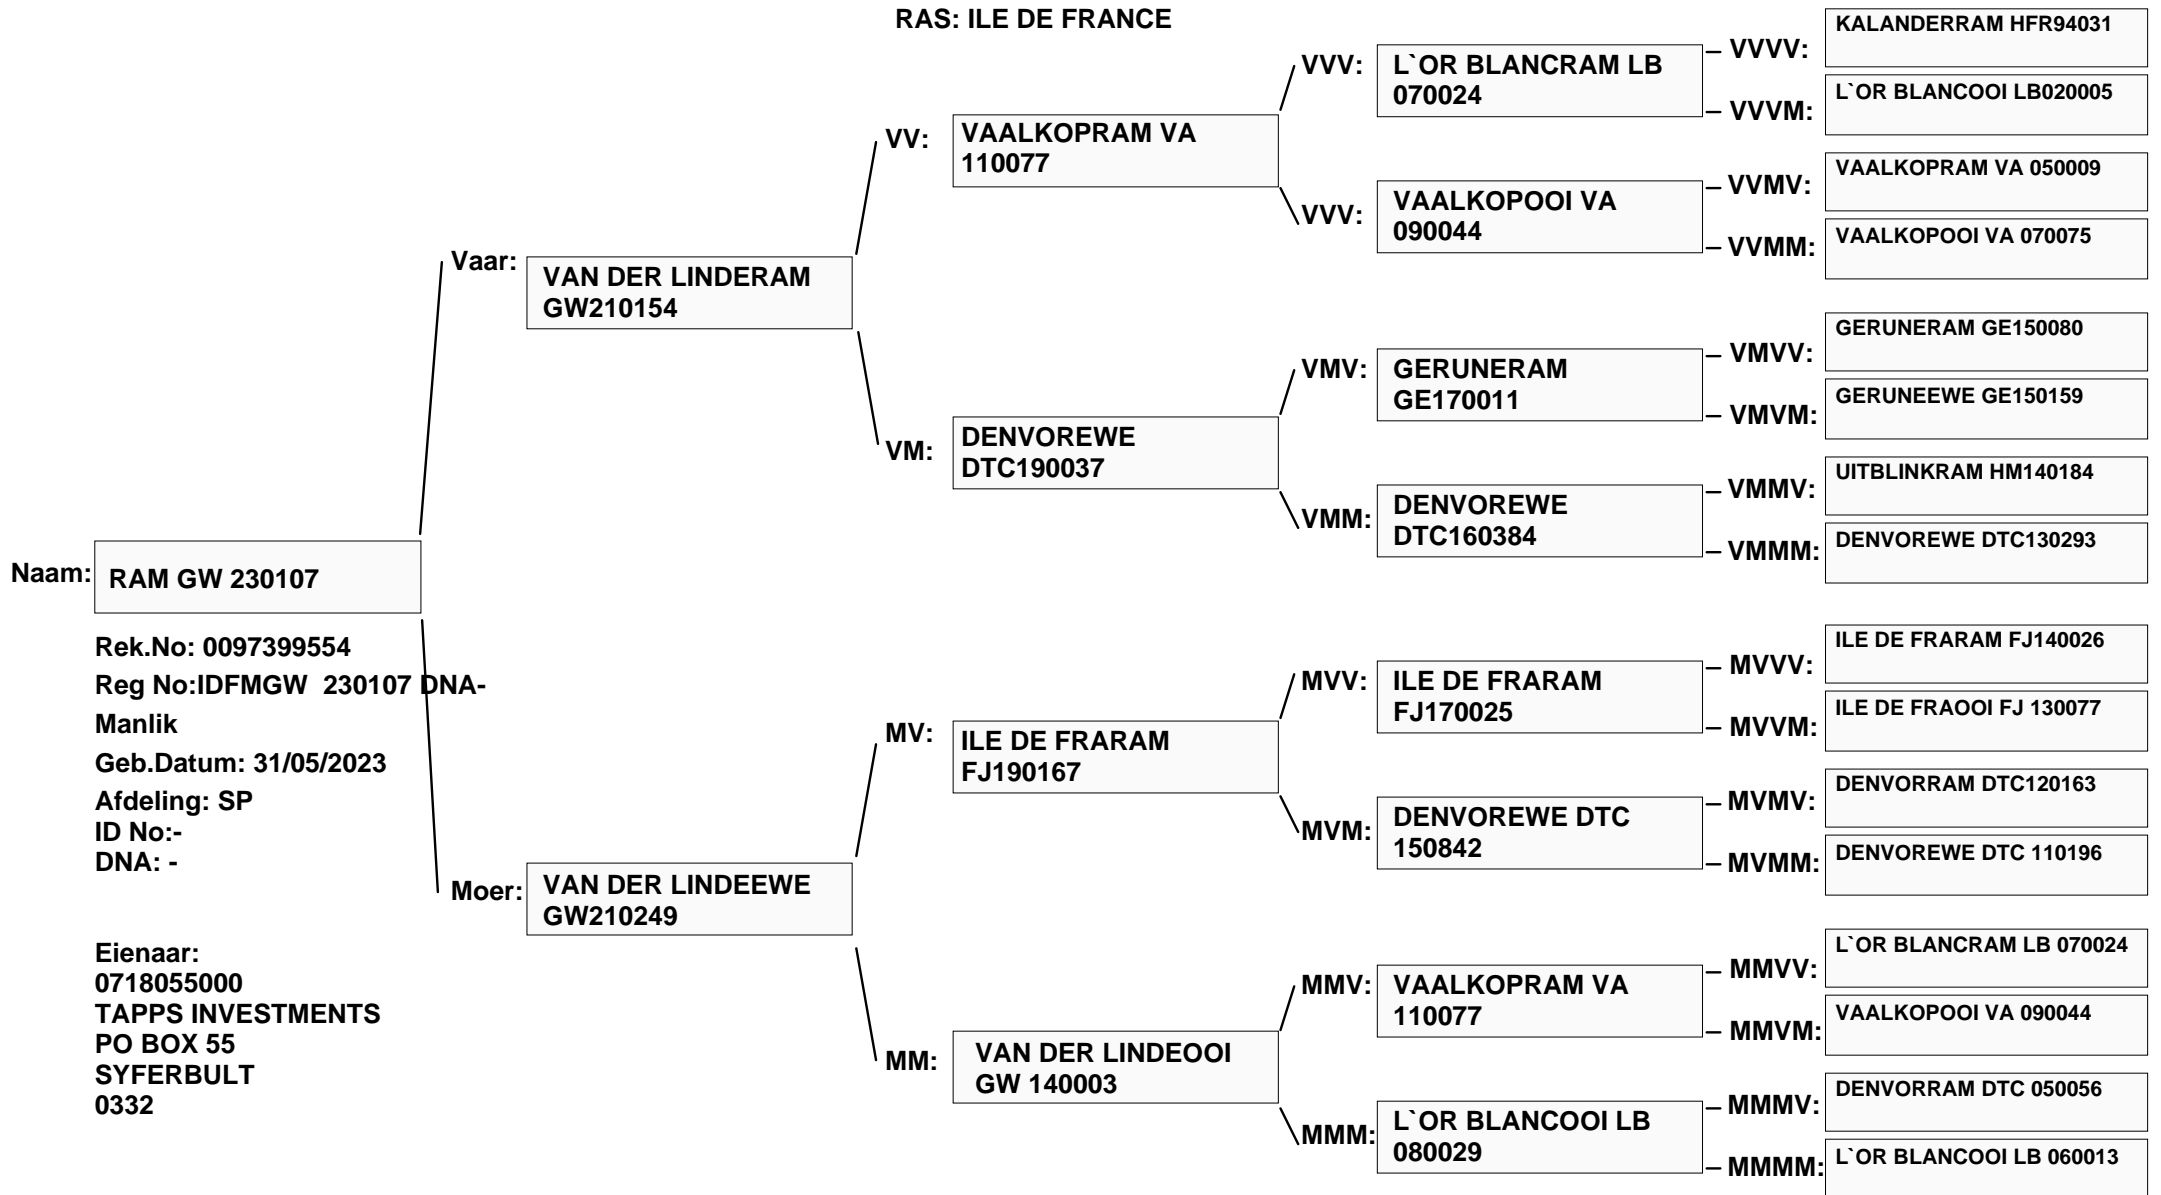 RAS: ILE DE FRANCE
Naam:
RAM GW 230107
Rek.No: 0097399554
Reg No:IDFMGW  230107 DNA-
Manlik
Geb.Datum: 31/05/2023
Afdeling: SP
ID No:-
DNA: -
Eienaar:
0718055000
TAPPS INVESTMENTS
PO BOX 55
SYFERBULT
0332
Vaar:
VAN DER LINDERAM
GW210154
Moer:
VAN DER LINDEEWE
GW210249
VV:
VAALKOPRAM VA
110077
VM:
DENVOREWE
DTC190037
MV:
ILE DE FRARAM
FJ190167
MM:
VAN DER LINDEOOI
GW 140003
VVV:
L`OR BLANCRAM LB
070024
VVV:
VAALKOPOOI VA
090044
VMV:
GERUNERAM
GE170011
VMM:
DENVOREWE
DTC160384
MVV:
ILE DE FRARAM
FJ170025
MVM:
DENVOREWE DTC
150842
MMV:
VAALKOPRAM VA
110077
MMM:
L`OR BLANCOOI LB
080029
VVVV:
KALANDERRAM HFR94031
VVVM:
L`OR BLANCOOI LB020005
VVMV:
VAALKOPRAM VA 050009
VVMM:
VAALKOPOOI VA 070075
VMVV:
GERUNERAM GE150080
VMVM:
GERUNEEWE GE150159
VMMV:
UITBLINKRAM HM140184
VMMM:
DENVOREWE DTC130293
MVVV:
ILE DE FRARAM FJ140026
MVVM:
ILE DE FRAOOI FJ 130077
MVMV:
DENVORRAM DTC120163
MVMM:
DENVOREWE DTC 110196
MMVV:
L`OR BLANCRAM LB 070024
MMVM:
VAALKOPOOI VA 090044
MMMV:
DENVORRAM DTC 050056
MMMM:
L`OR BLANCOOI LB 060013